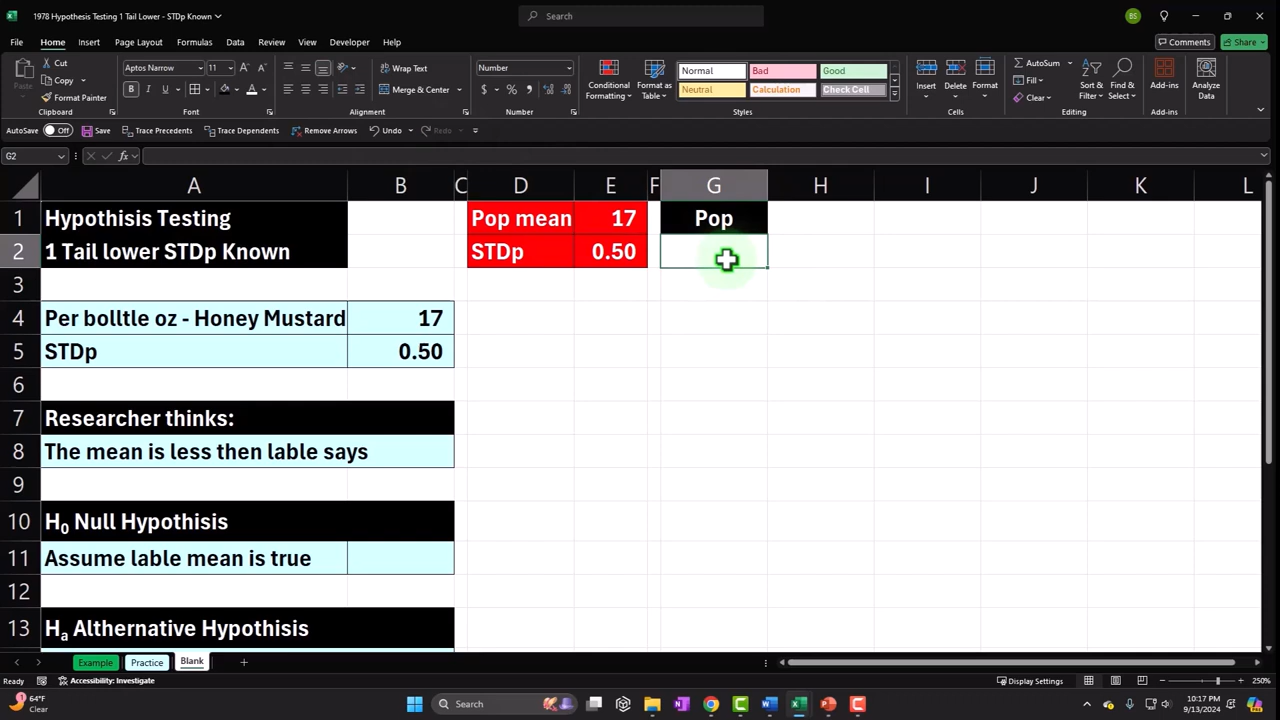 1978 Hypothesis Testing 1 Tail Lower - STDp Known
Search
BS
File Home Insert Page Layout Formulas Data Review View Developer Help
Comments Share
Paste
Cut
Copy
Format Painter
Clipboard
Aptos Narrow 11
B I U
Font
Wrap Text
Merge & Center
Alignment
Number
$ % 9
Number
Conditional Formatting
Format as Table
Normal Bad Good
Neutral Calculation Check Cell
Styles
Insert Delete Format
Cells
AutoSum
Fill
Clear
Sort & Filter
Find & Select
Editing
Add-ins
Add-ins
Analyze Data
AutoSave Off Save Trace Precedents Trace Dependents Remove Arrows Undo Redo
G2 fx
A B C D E F G H I J K L
1 Hypothisis Testing Pop mean 17 Pop
2 1 Tail lower STDp Known STDp 0.50
3
4 Per bolltle oz - Honey Mustard 17
5 STDp 0.50
6
7 Researcher thinks:
8 The mean is less then lable says
9
10 H0 Null Hypothisis
11 Assume lable mean is true
12
13 Ha Althernative Hypothisis
Example Practice Blank
Ready Accessibility: Investigate Display Settings 250%
1 64°F
Clear
Search
10:17 PM
9/13/2024